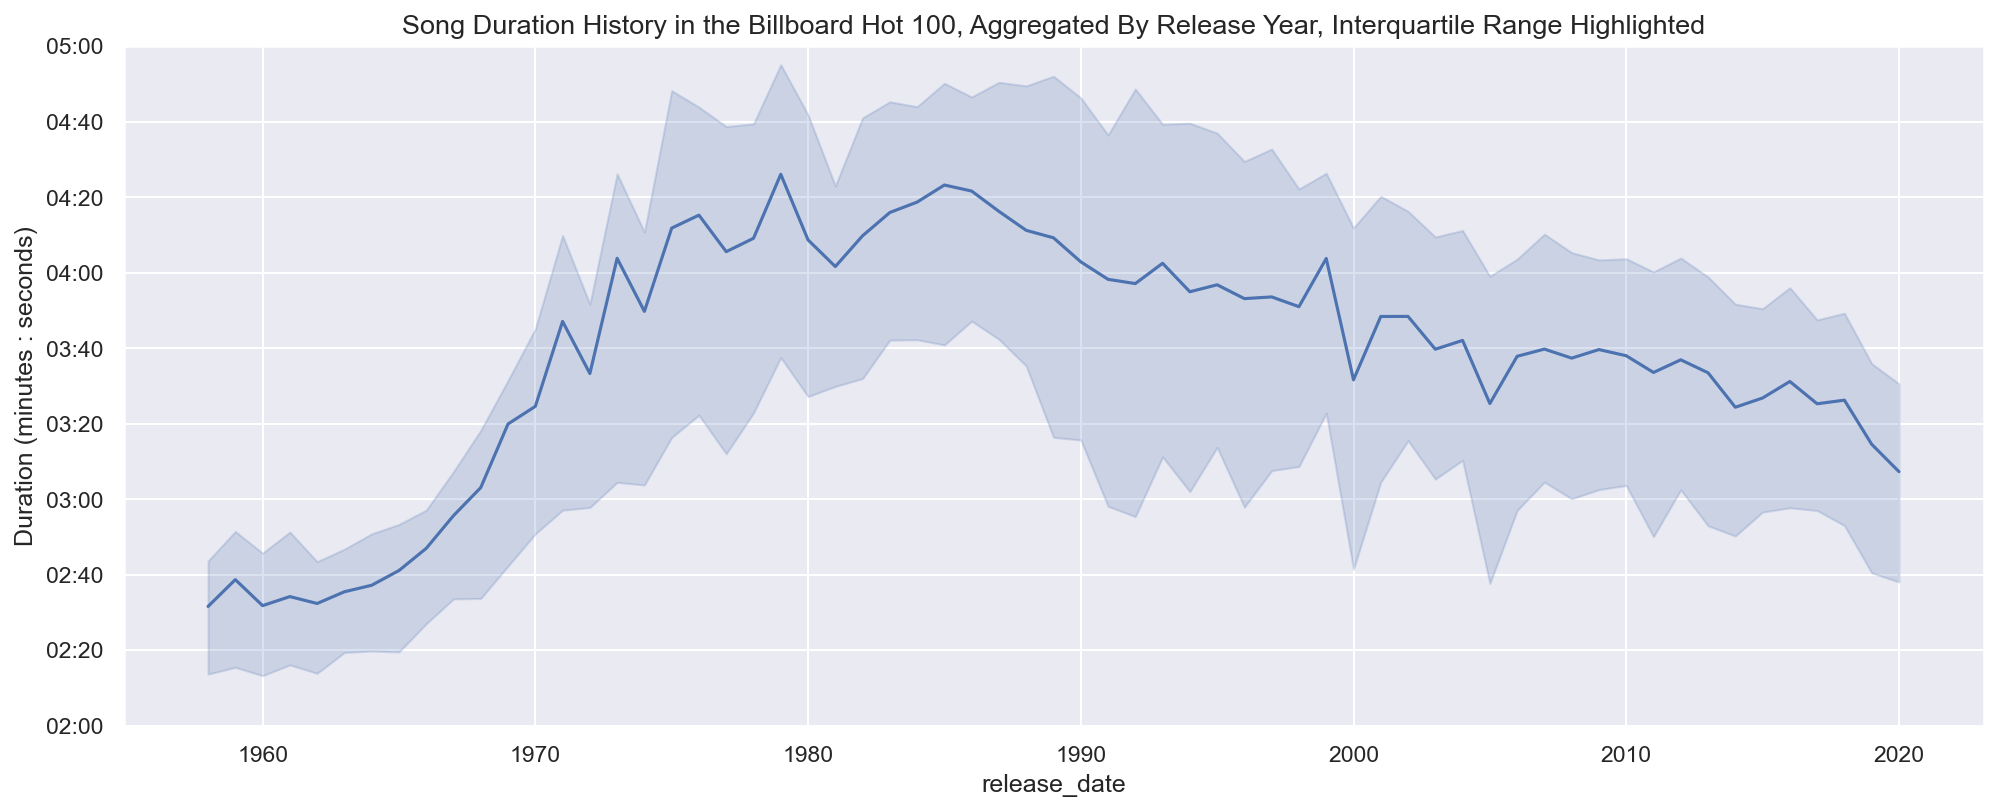 Song Duration History in the Billboard Hot 100, Aggregated By Release Year, Interquartile Range Highlighted
Duration (minutes : seconds)
05:00
04:40
04:20
04:00
03:40
03:20
03:00
02:40
02:20
02:00
1960 1970 1980 1990 2000 2010 2020
release_date